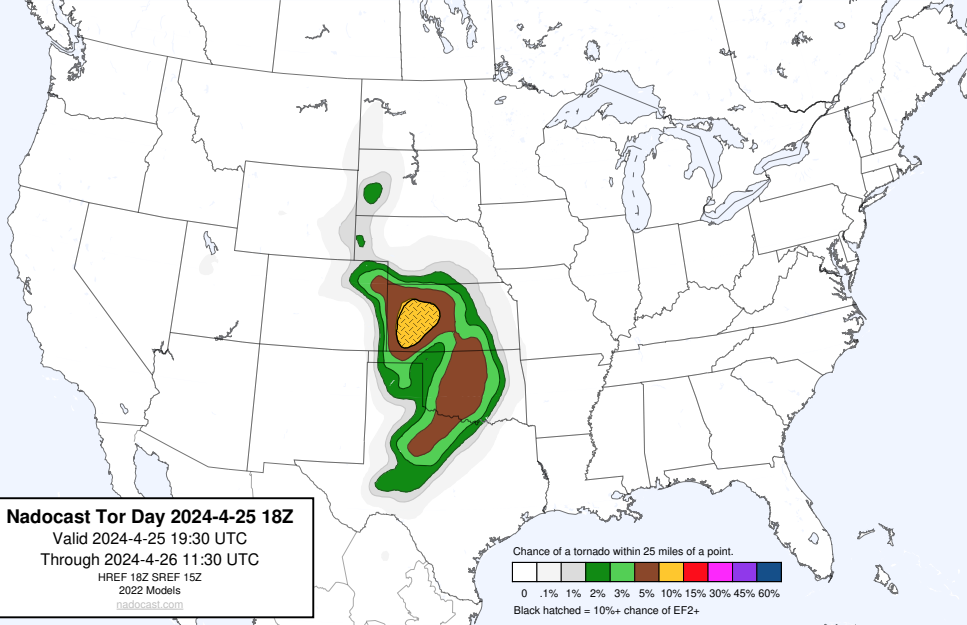 Nadocast Tor Day 2024-4-25 18Z
Valid 2024-4-25 19:30 UTC
Through 2024-4-26 11:30 UTC
HREF 18Z SREF 15Z
2022 Models
nadocast.com
Chance of a tornado within 25 miles of a point.
0 .1% 1% 2% 3% 5% 10% 15% 30% 45% 60%
Black hatched = 10%+ chance of EF2+